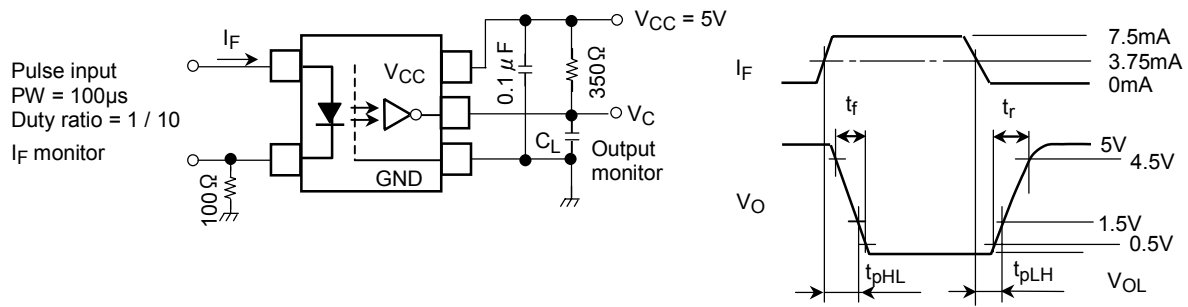 Pulse input
PW = 100μs
Duty ratio = 1 / 10
IF monitor
IF
100Ω
VCC
GND
0.1μF
350Ω
CL
VCC = 5V
VC
Output
monitor
IF
7.5mA
3.75mA
0mA
tf
tr
VO
5V
4.5V
1.5V
0.5V
VOL
tpHL
tpLH